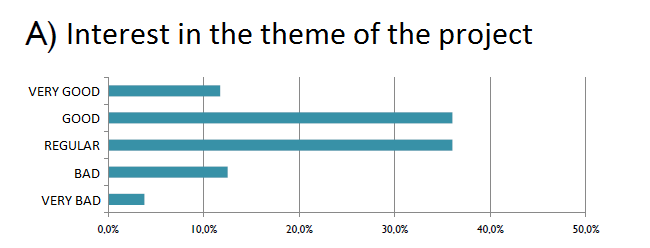 A) Interest in the theme of the project
VERY GOOD
GOOD
REGULAR
BAD
VERY BAD
0,0% 10,0% 20,0% 30,0% 40,0% 50,0%